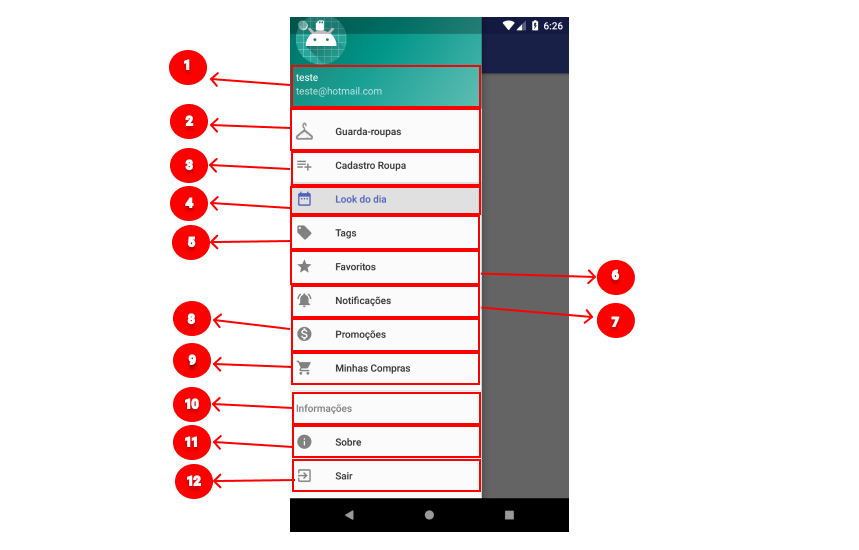 6:26
1
teste
teste@hotmail.com
2
Guarda-roupas
3
Cadastro Roupa
4
Look do dia
5
Tags
6
Favoritos
7
Notificações
8
Promoções
9
Minhas Compras
10
Informações
11
Sobre
12
Sair